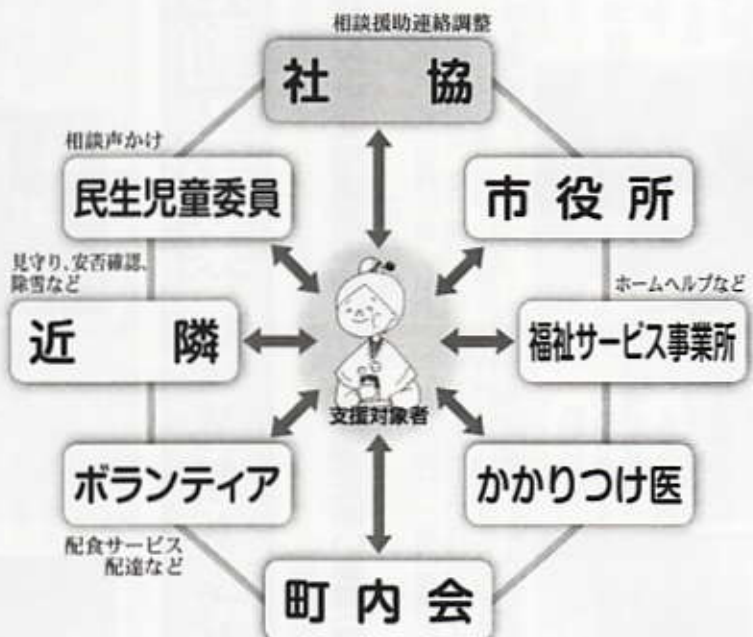 相談援助連絡調整
社協
相談声かけ
民生児童委員
市役所
見守り、安否確認、
除雪など
近隣
ホームヘルプなど
福祉サービス事業所
支援対象者
ボランティア
かかりつけ医
配食サービス
配達など
町内会